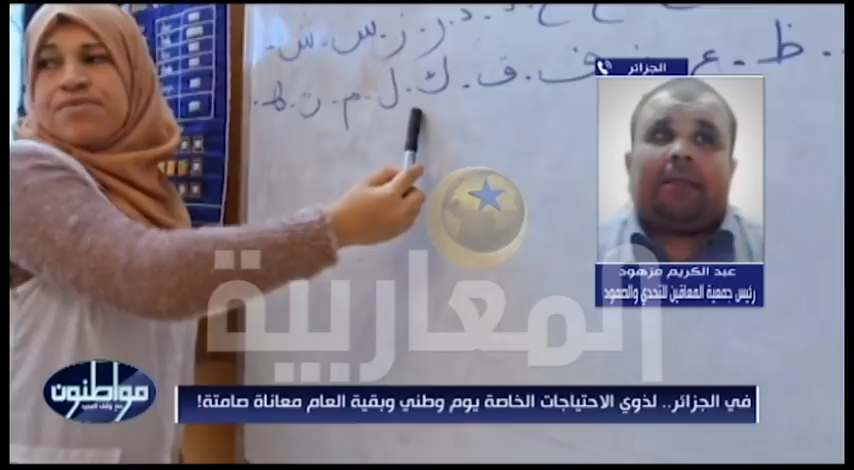 ر. ز. س. ش.
ظ. ع.
ف. ق. ك. ل. م. ن. ه.
الجزائر
عبد الكريم مزهود
رئيس جمعية المعاقين للتحدي والصمود
المغاربية
مواطنون
في الجزائر.. لذوي الاحتياجات الخاصة يوم وطني وبقية العام معاناة صامتة!